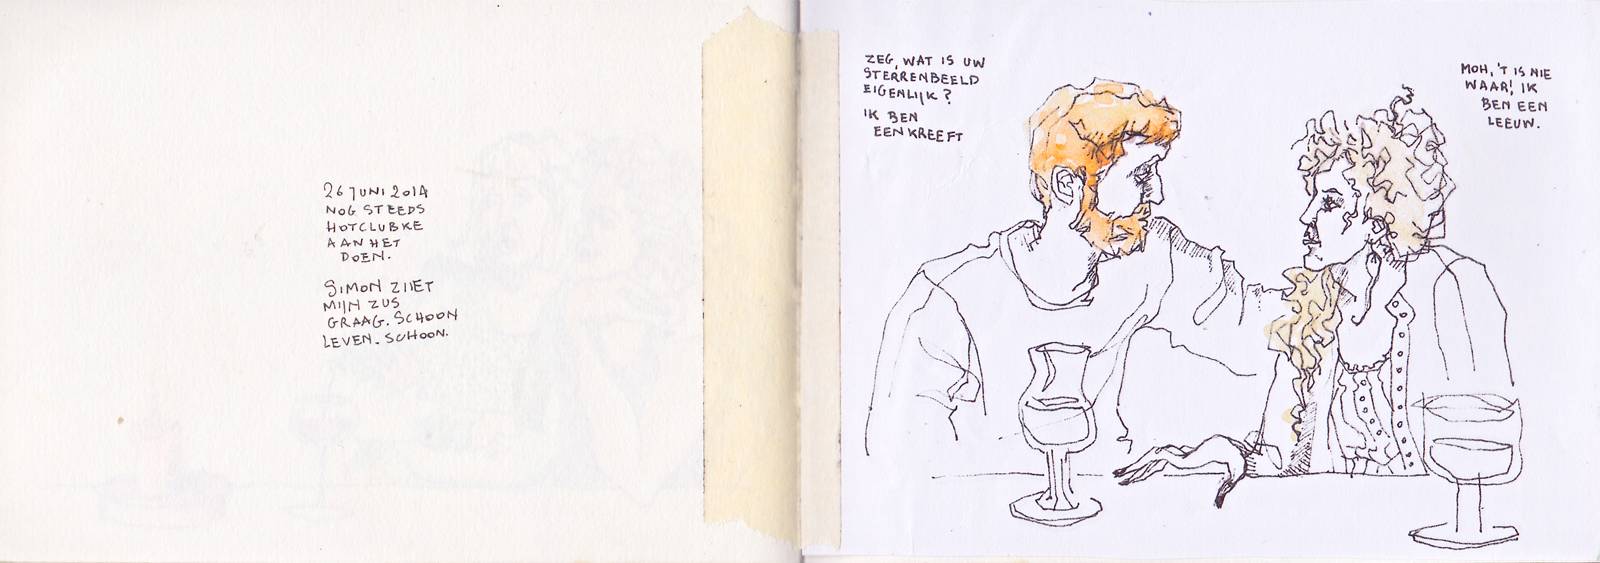 26 JUNI 2014
NOG STEEDS
HOTCLUBKE
AAN HET
DOEN.
SIMON ZIET
MIJN ZUS
GRAAG. SCHOON
LEVEN. SCHOON.
ZEG, WAT IS UW
STERRENBEELD
EIGENLIJK?
IK BEN
EEN KREEFT
MOH, 'T IS NIE
WAAR!, IK
BEN EEN
LEEUW.